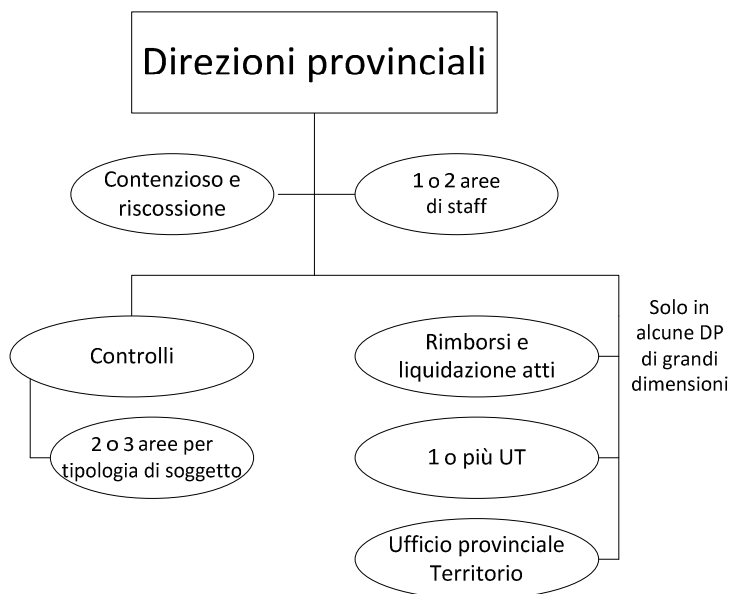 Direzioni provinciali
Contenzioso e
riscossione
1 o 2 aree
di staff
Controlli
2 o 3 aree per
tipologia di soggetto
Rimborsi e
liquidazione atti
Solo in
alcune DP
di grandi
dimensioni
1 o più UT
Ufficio provinciale
Territorio